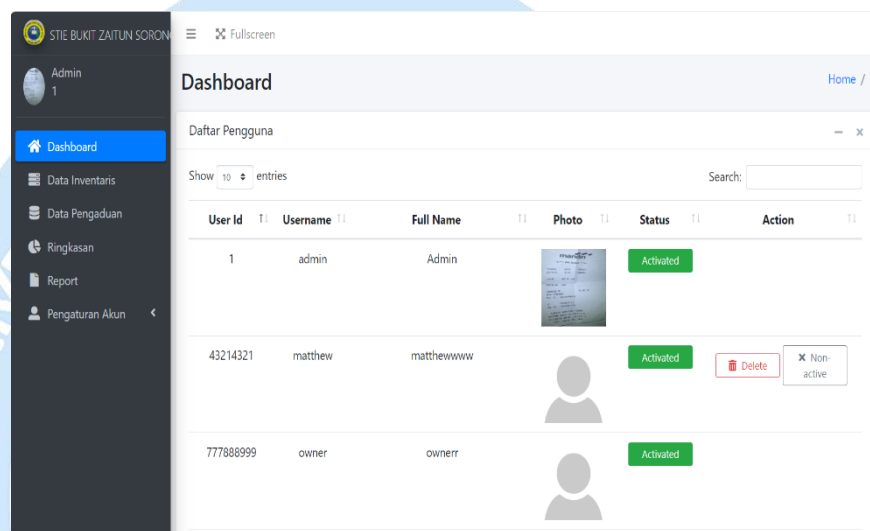 STIE BUKIT ZAITUN SORON
Fullscreen
Admin
1
Dashboard
Home /
Dashboard
Data Inventaris
Data Pengaduan
Ringkasan
Report
Pengaturan Akun
Daftar Pengguna
Show 10 entries
Search:
User Id Username Full Name Photo Status Action
1 admin Admin Activated
43214321 matthew matthewwww Activated Delete Non-
active
777888999 owner ownerr Activated